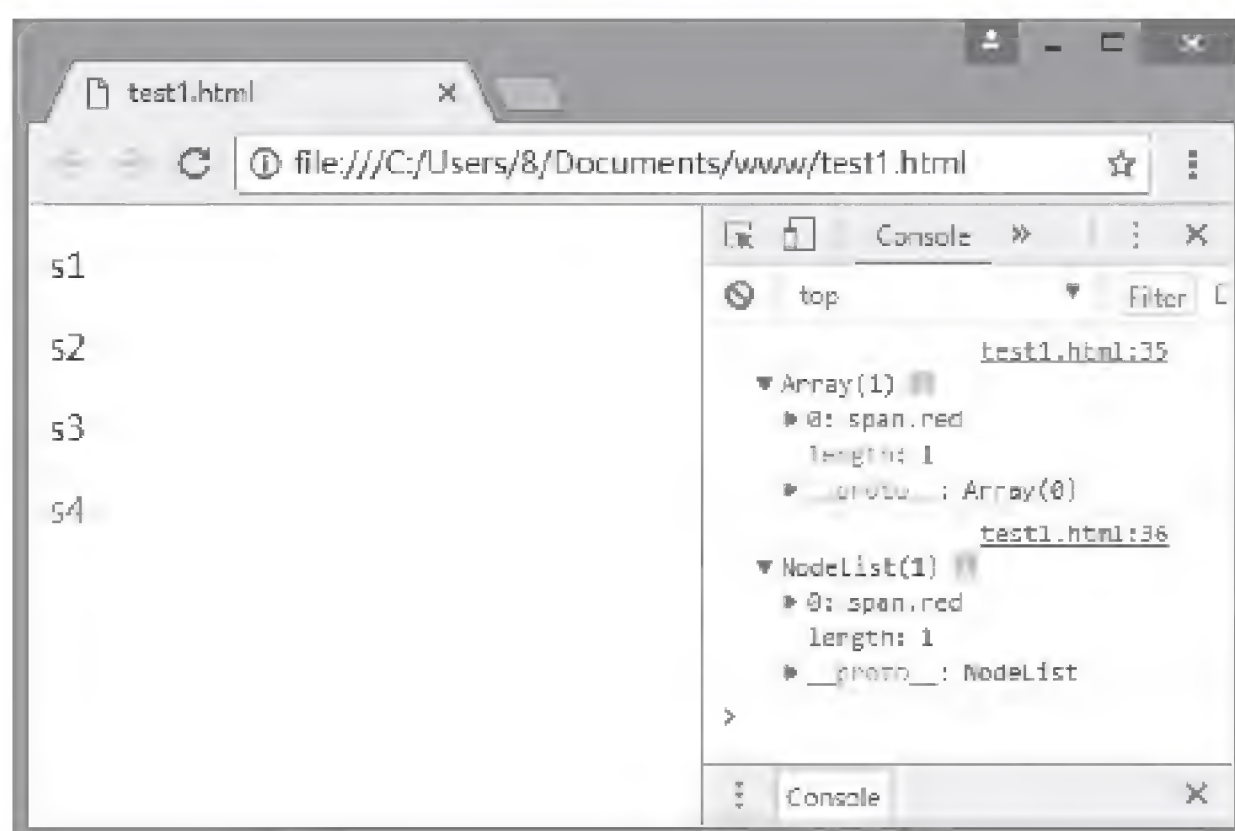 test1.html
file:///C:/Users/8/Documents/www/test1.html
s1
s2
s3
s4
Console »
top Filter
test1.html:35
▼ Array(1)
▶ 0: span.red
length: 1
▶ __proto__: Array(0)
test1.html:36
▼ NodeList(1)
▶ 0: span.red
length: 1
▶ __proto__: NodeList
>
Console